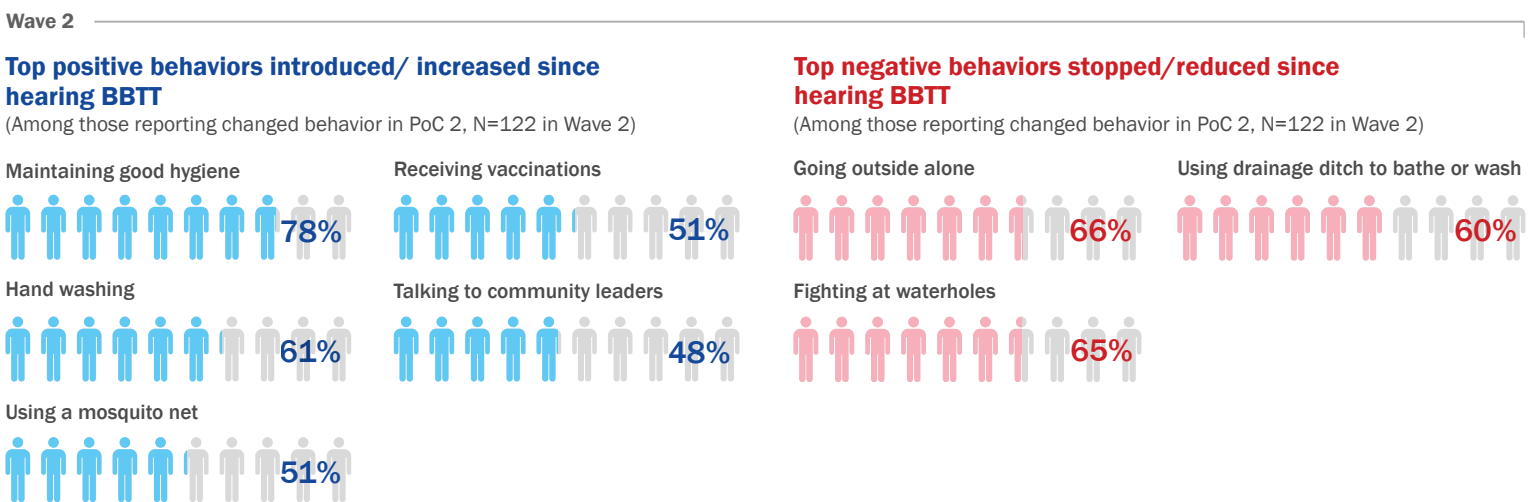 Wave 2
Top positive behaviors introduced/ increased since
hearing BBTT
(Among those reporting changed behavior in PoC 2, N=122 in Wave 2)
Maintaining good hygiene
78%
Receiving vaccinations
51%
Hand washing
61%
Talking to community leaders
48%
Using a mosquito net
51%
Top negative behaviors stopped/reduced since
hearing BBTT
(Among those reporting changed behavior in PoC 2, N=122 in Wave 2)
Going outside alone
66%
Using drainage ditch to bathe or wash
60%
Fighting at waterholes
65%